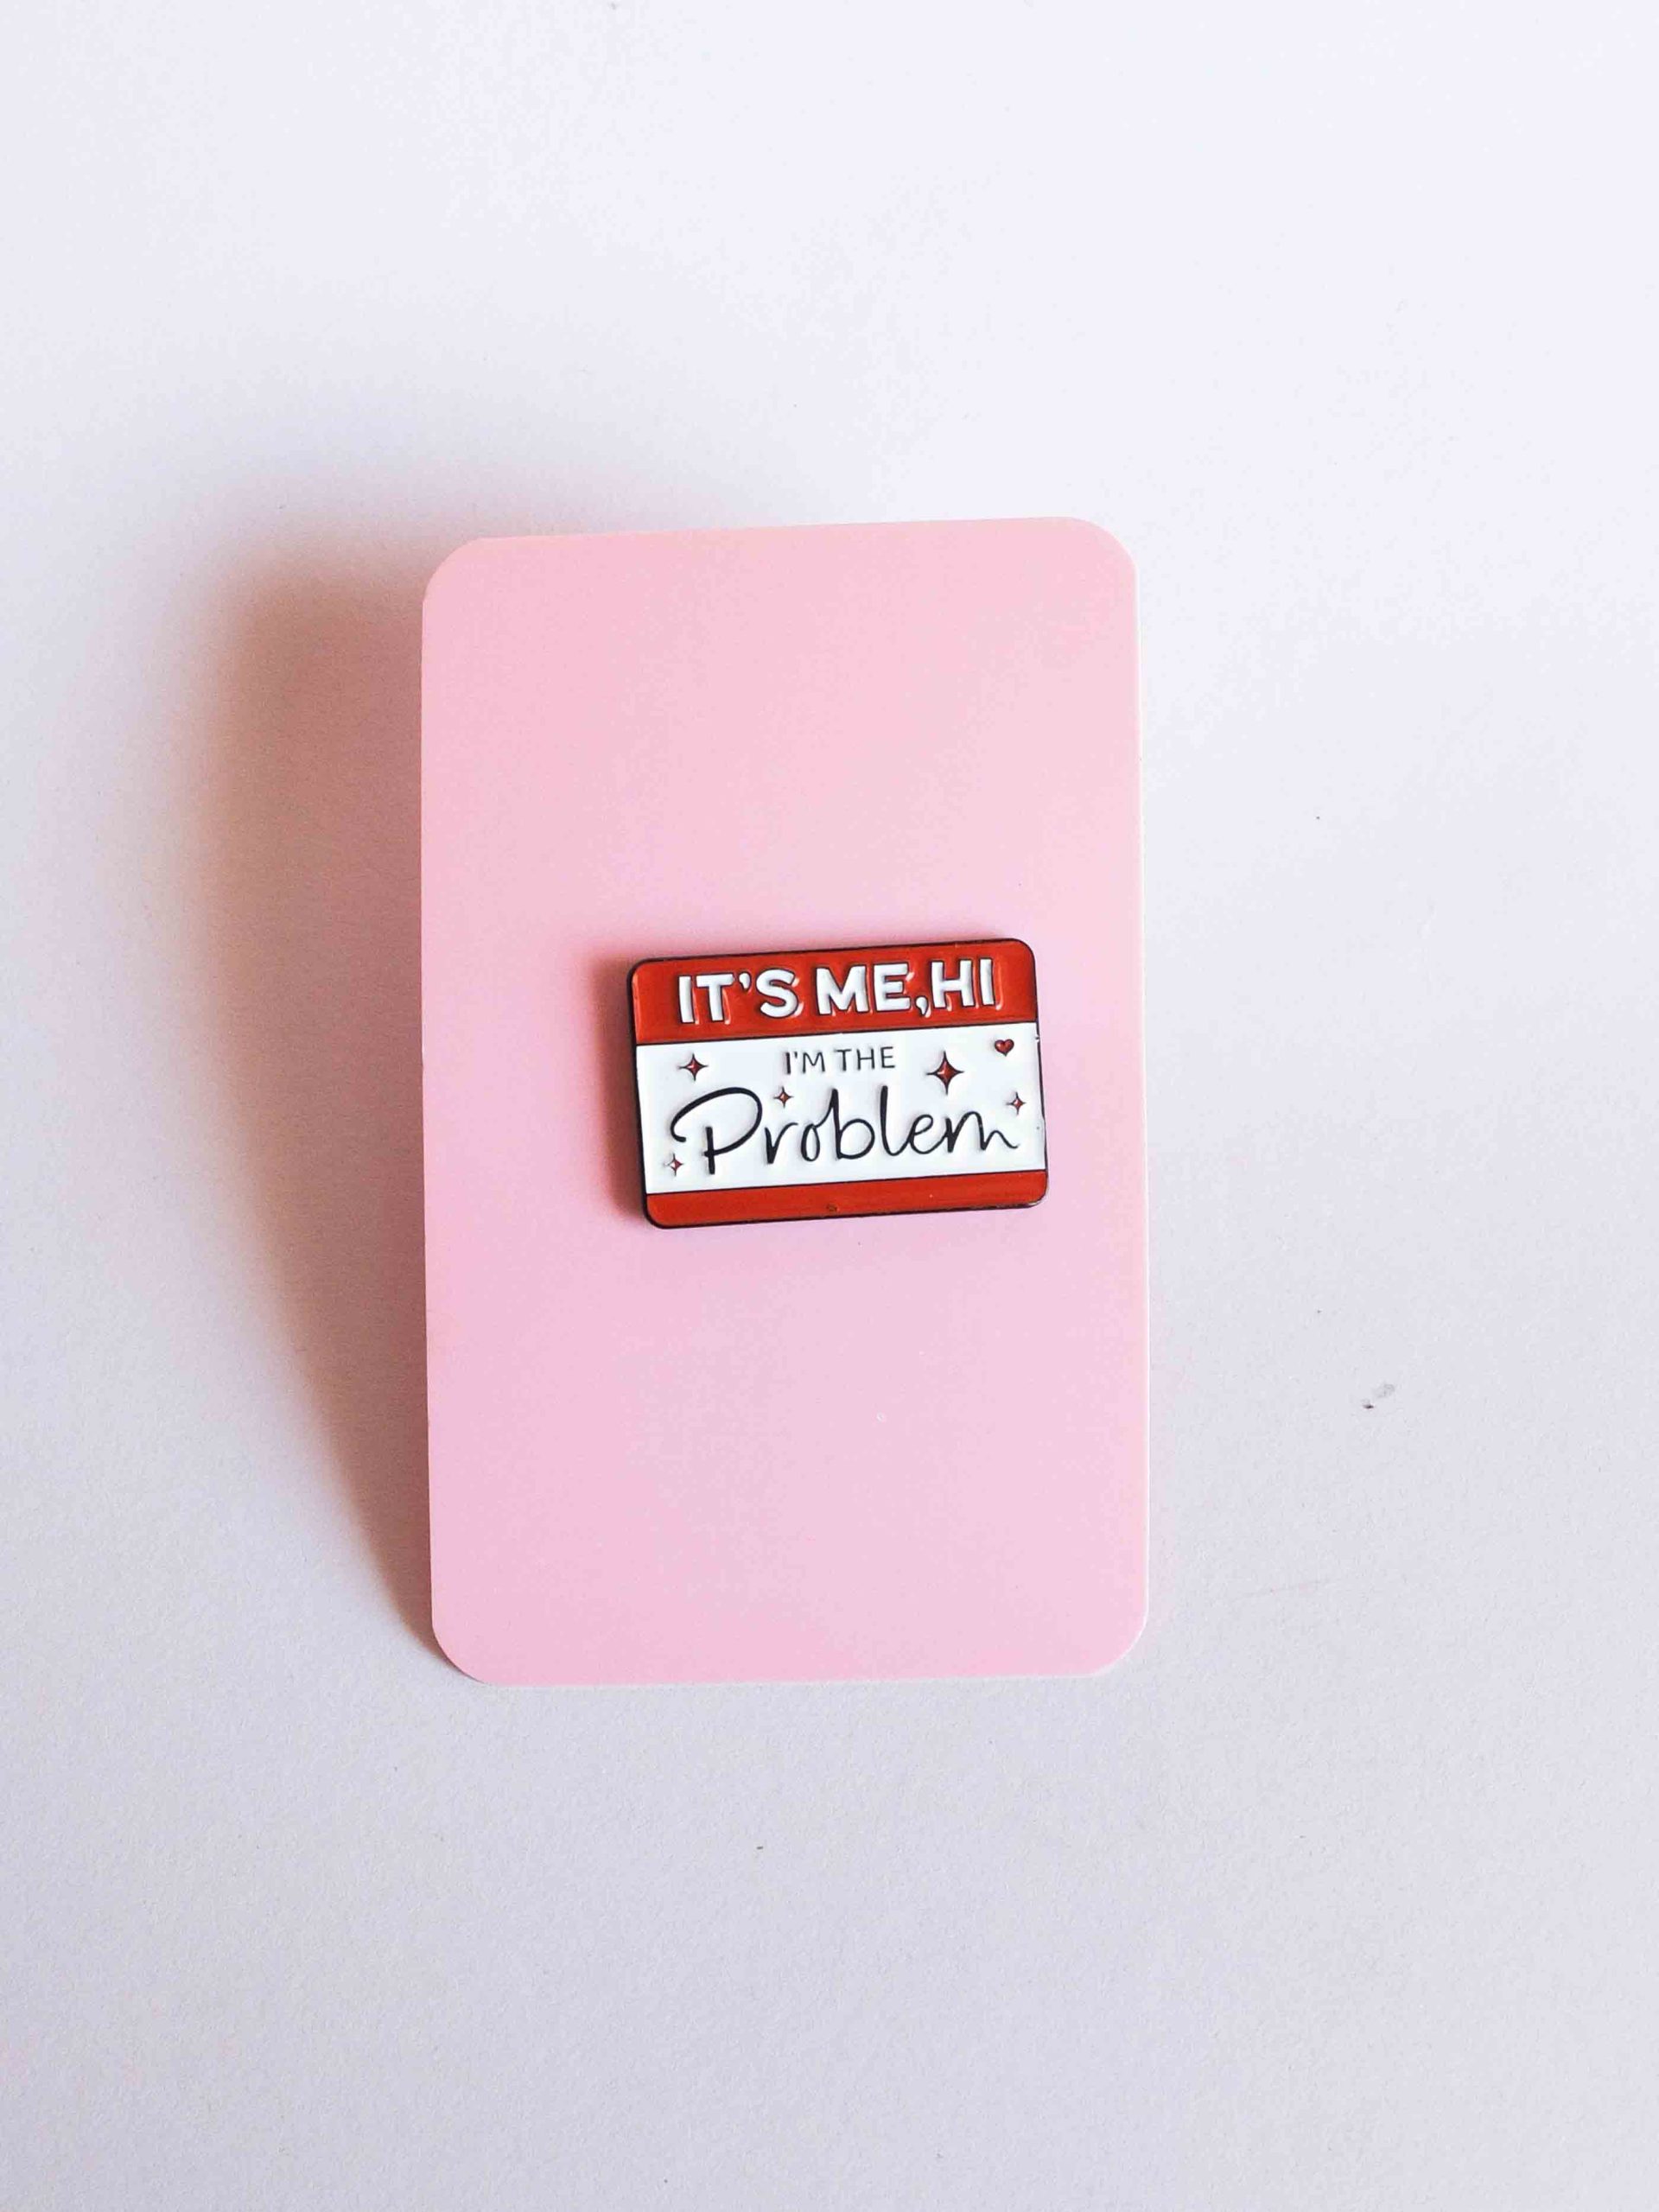 IT'S ME,HI
I'M THE
Problem